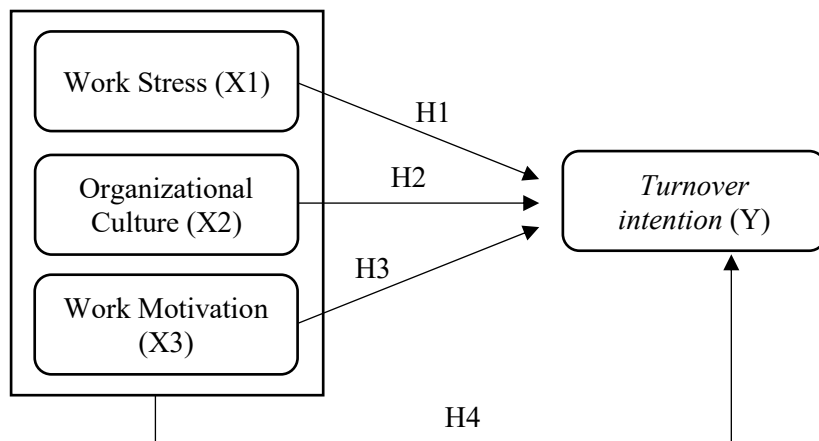 Work Stress (X1)
H1
Organizational
Culture (X2)
H2
Turnover
intention (Y)
H3
Work Motivation
(X3)
H4